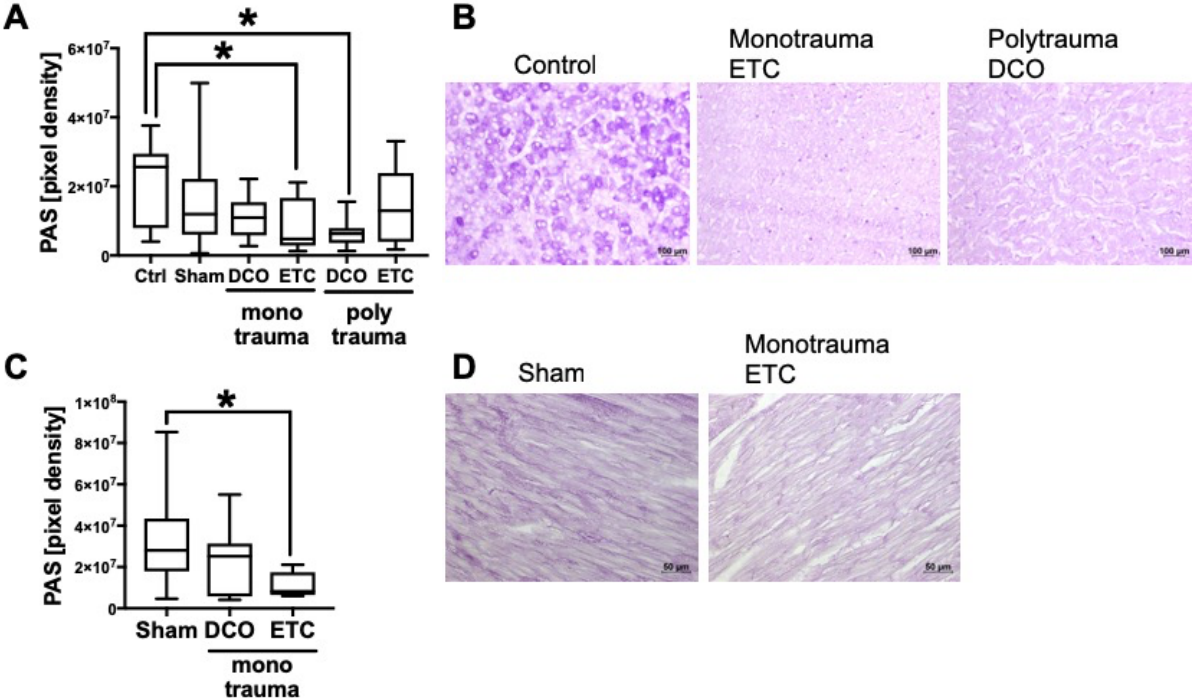 A
PAS [pixel density]
6×10⁷
4×10⁷
2×10⁷
0
*
*
Ctrl Sham DCO ETC DCO ETC
mono
trauma
poly
trauma
B
Control
Monotrauma
ETC
Polytrauma
DCO
100 µm
100 µm
100 µm
C
PAS [pixel density]
1×10⁸
8×10⁷
6×10⁷
4×10⁷
2×10⁷
0
*
Sham DCO ETC
mono
trauma
D
Sham
Monotrauma
ETC
50 µm
50 µm